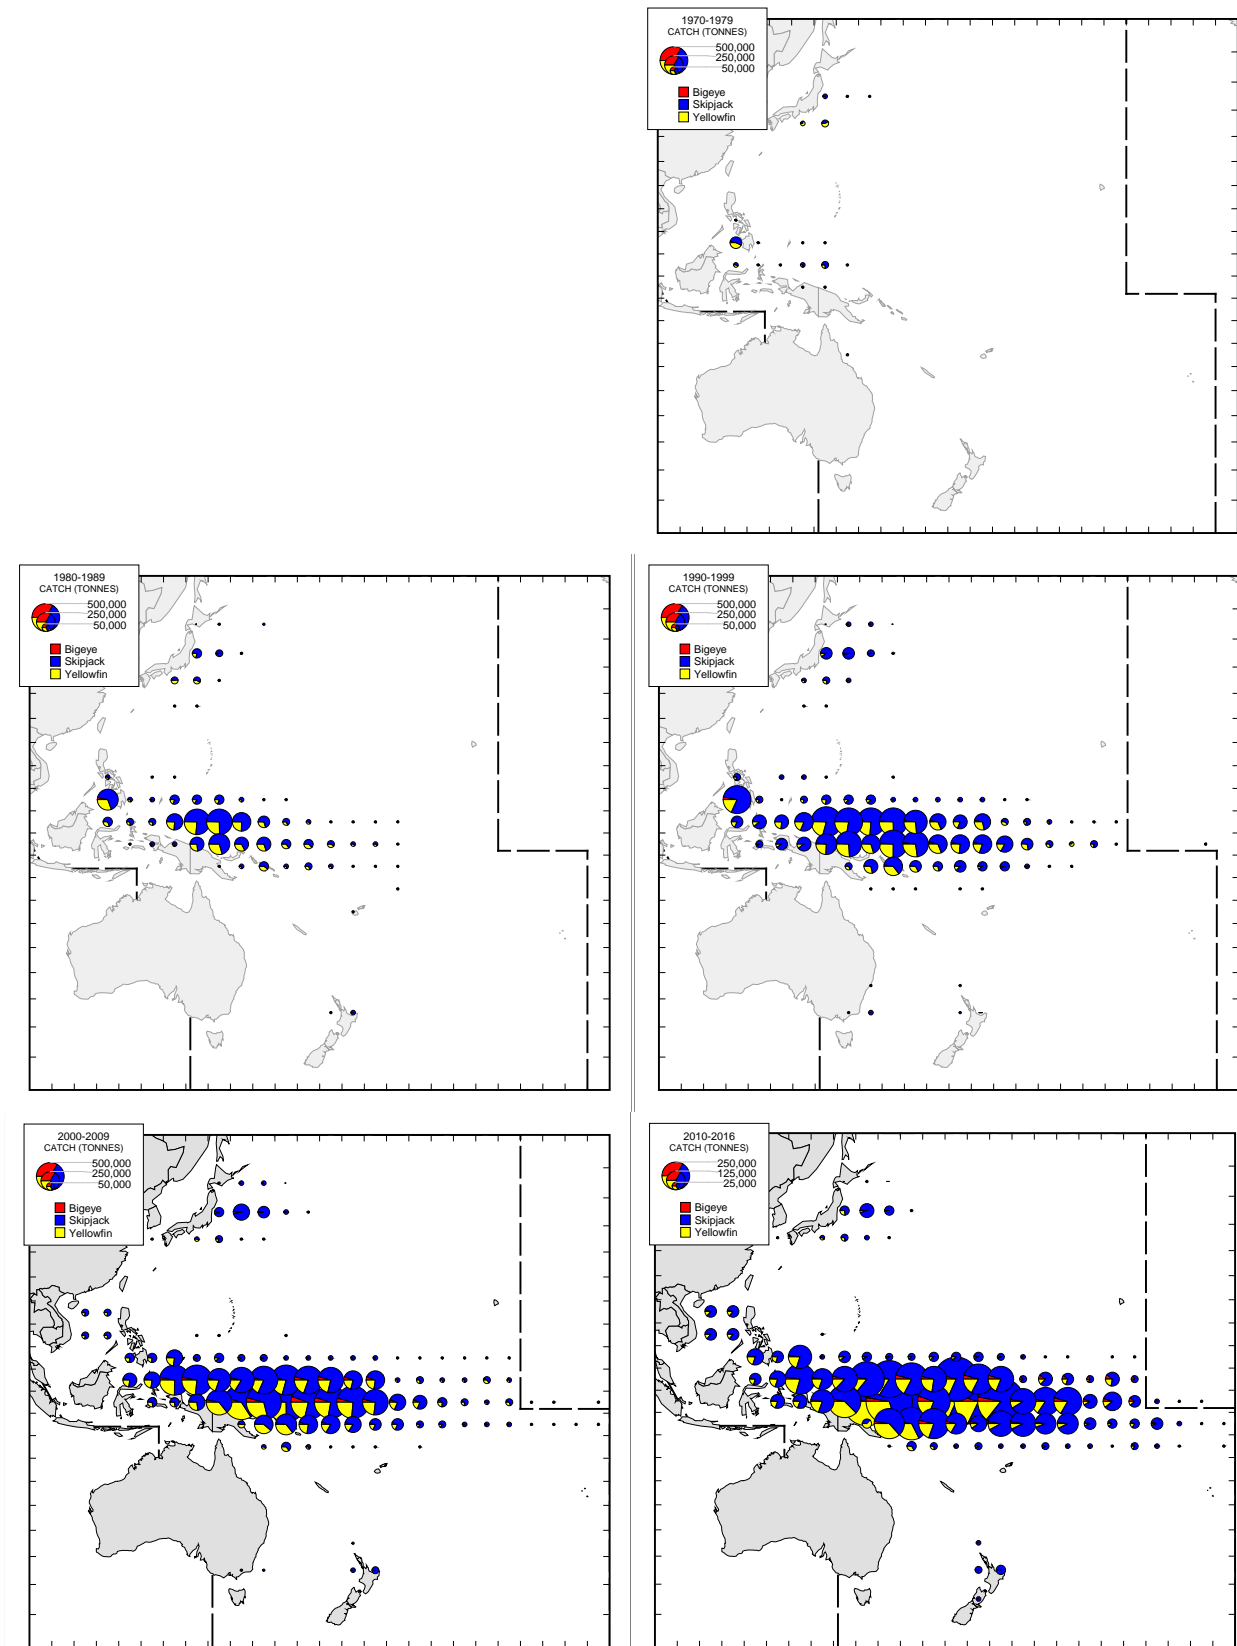 1970-1979
CATCH (TONNES)
500,000
250,000
50,000
Bigeye
Skipjack
Yellowfin
1980-1989
CATCH (TONNES)
500,000
250,000
50,000
Bigeye
Skipjack
Yellowfin
1990-1999
CATCH (TONNES)
500,000
250,000
50,000
Bigeye
Skipjack
Yellowfin
2000-2009
CATCH (TONNES)
500,000
250,000
50,000
Bigeye
Skipjack
Yellowfin
2010-2016
CATCH (TONNES)
250,000
125,000
25,000
Bigeye
Skipjack
Yellowfin